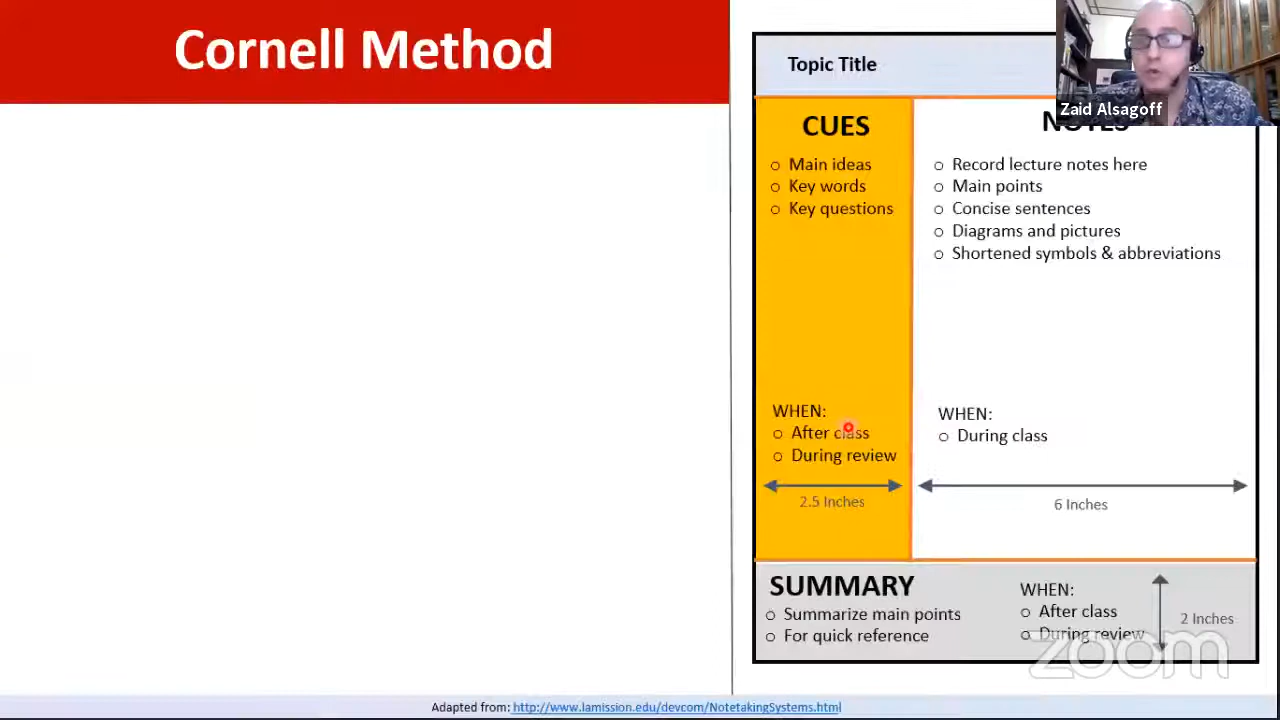 Cornell Method
Topic Title
Zaid Alsagoff
CUES
Main ideas
Key words
Key questions
WHEN:
After class
During review
2.5 Inches
NOTES
Record lecture notes here
Main points
Concise sentences
Diagrams and pictures
Shortened symbols & abbreviations
WHEN:
During class
6 Inches
SUMMARY
Summarize main points
For quick reference
WHEN:
After class
During review
2 Inches
zoom
Adapted from: http://www.lamission.edu/devcom/NotetakingSystems.html